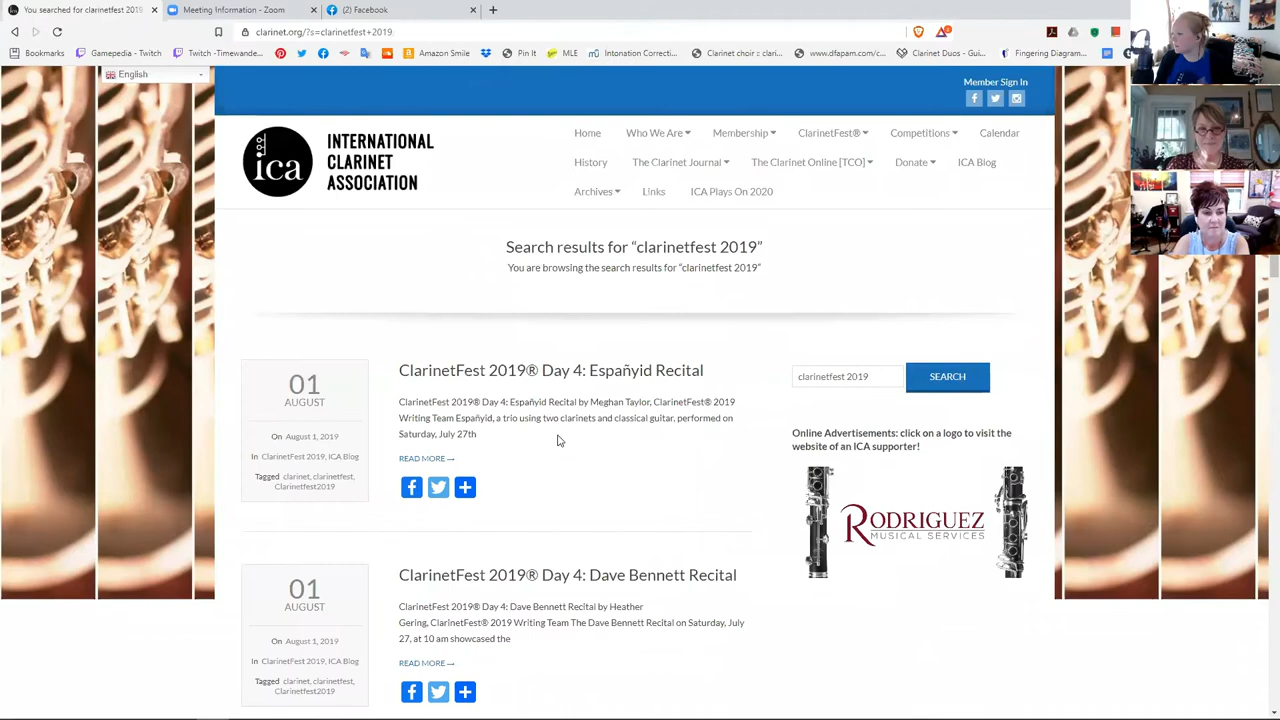 You searched for clarinetfest 2019
Meeting Information - Zoom
(2) Facebook
clarinet.org/?s=clarinetfest+2019
Bookmarks
Gamepedia - Twitch
Twitch -Timewande...
Pin It
MLE
Intonation Correcti...
Amazon Smile
Clarinet choir :: clari...
www.dfapam.com/c...
Clarinet Duos - Gui...
Fingering Diagram...
English
Member Sign In
ica
INTERNATIONAL
CLARINET
ASSOCIATION
Home
Who We Are
Membership
ClarinetFest®
Competitions
Calendar
History
The Clarinet Journal
The Clarinet Online [TCO]
Donate
ICA Blog
Archives
Links
ICA Plays On 2020
Search results for “clarinetfest 2019”
You are browsing the search results for “clarinetfest 2019”
01
AUGUST
On August 1, 2019
In ClarinetFest 2019, ICA Blog
Tagged clarinet, clarinetfest,
Clarinetfest2019
ClarinetFest 2019® Day 4: Españyid Recital
ClarinetFest 2019® Day 4: Españyid Recital by Meghan Taylor, ClarinetFest® 2019
Writing Team Españyid, a trio using two clarinets and classical guitar, performed on
Saturday, July 27th
READ MORE →
clarinetfest 2019
SEARCH
Online Advertisements: click on a logo to visit the
website of an ICA supporter!
RODRIGUEZ
MUSICAL SERVICES
01
AUGUST
On August 1, 2019
In ClarinetFest 2019, ICA Blog
Tagged clarinet, clarinetfest,
Clarinetfest2019
ClarinetFest 2019® Day 4: Dave Bennett Recital
ClarinetFest 2019® Day 4: Dave Bennett Recital by Heather
Gering, ClarinetFest® 2019 Writing Team The Dave Bennett Recital on Saturday, July
27, at 10 am showcased the
READ MORE →